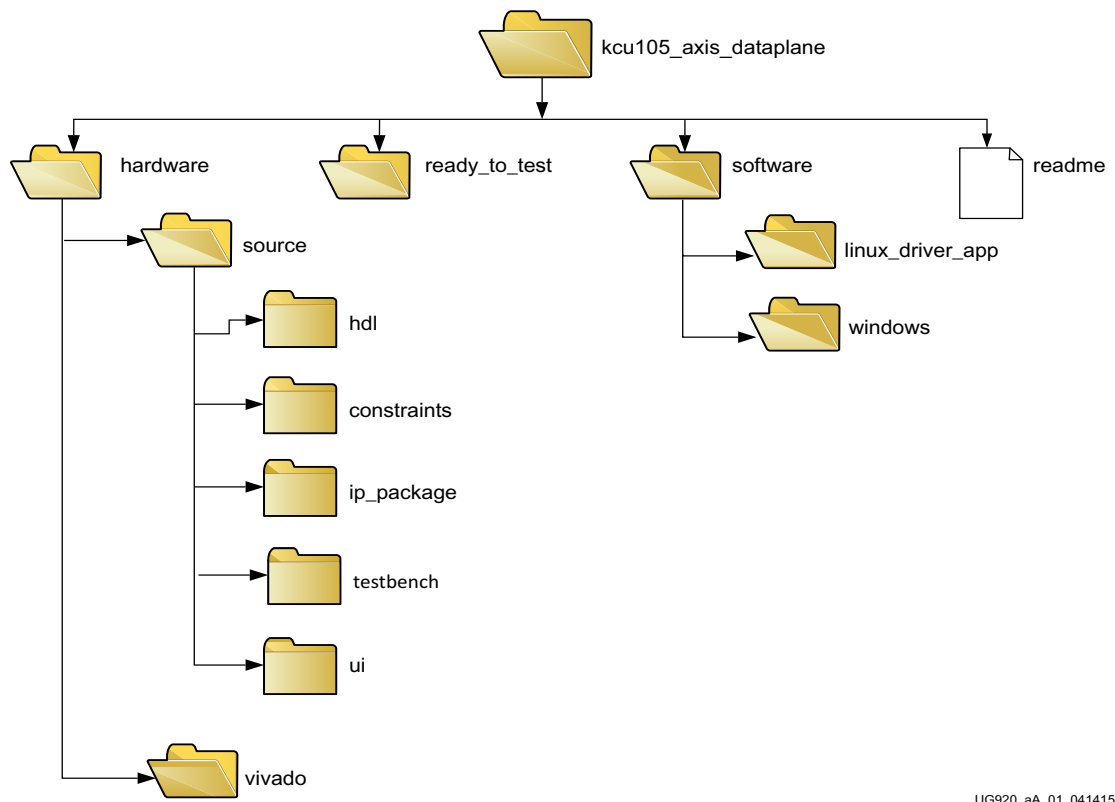 kcu105_axis_dataplane
hardware
ready_to_test
software
readme
source
linux_driver_app
hdl
windows
constraints
ip_package
testbench
ui
vivado
UG920_aA_01_041415